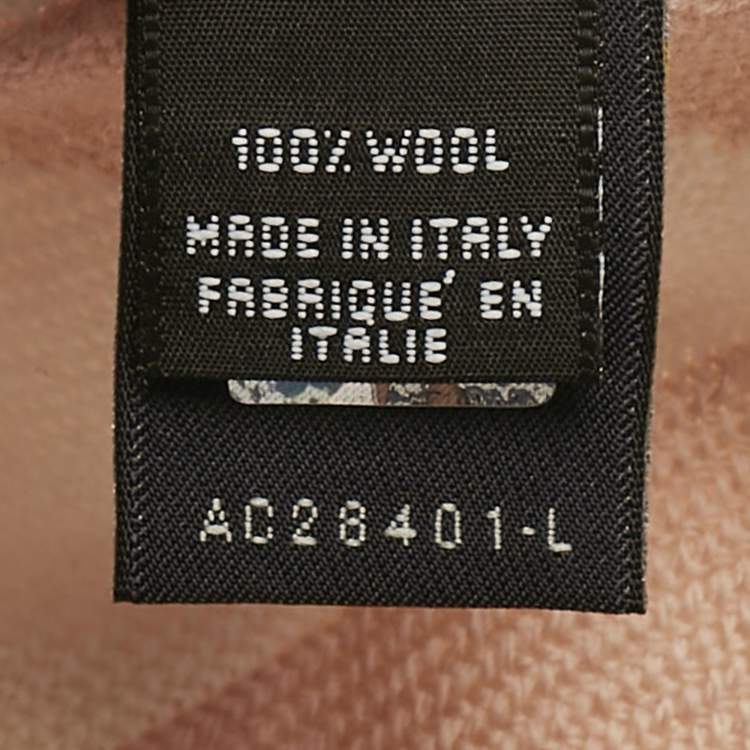 100% WOOL
MADE IN ITALY
FABRIQUE' EN
ITALIE
AC28401-L